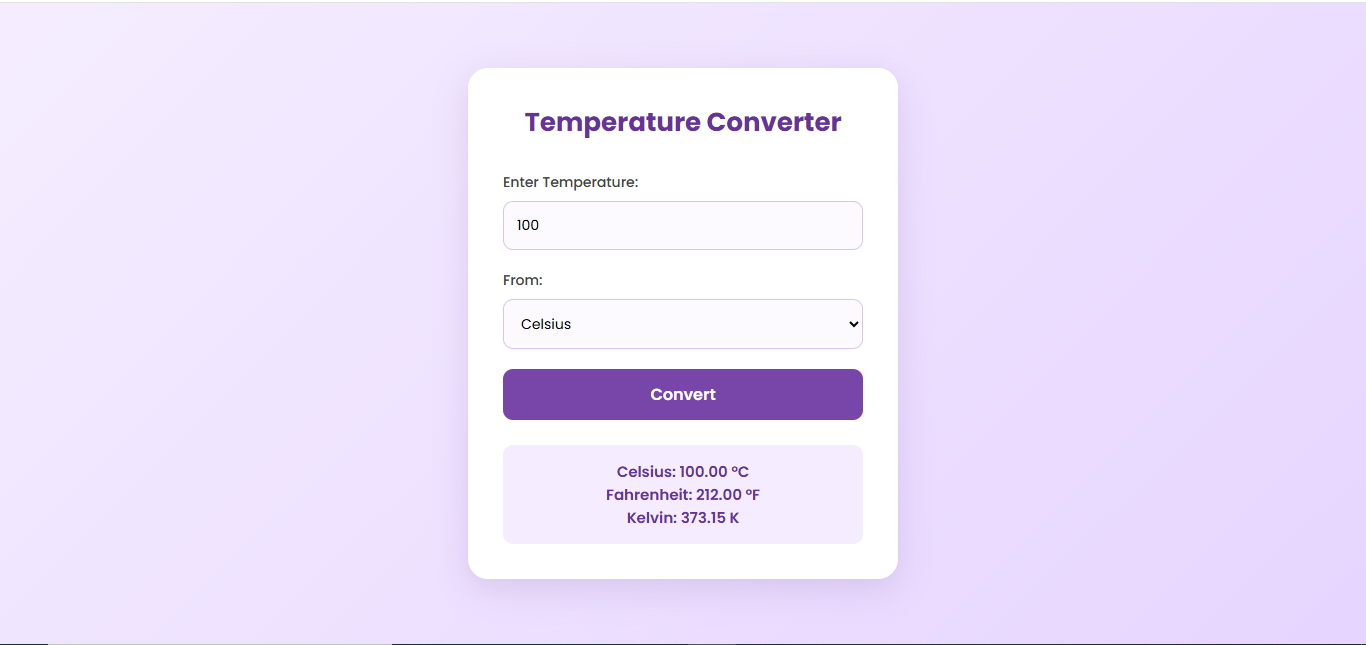 Temperature Converter
Enter Temperature:
100
From:
Celsius
Convert
Celsius: 100.00 °C
Fahrenheit: 212.00 °F
Kelvin: 373.15 K